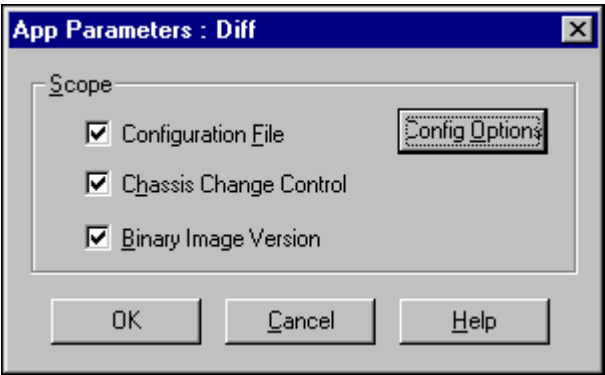 App Parameters : Diff
Scope
Configuration File
Config Options
Chassis Change Control
Binary Image Version
OK
Cancel
Help